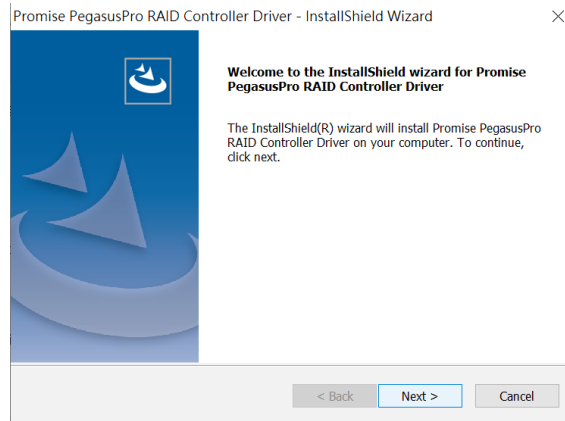 Promise PegasusPro RAID Controller Driver - InstallShield Wizard
Welcome to the InstallShield wizard for Promise
PegasusPro RAID Controller Driver
The InstallShield(R) wizard will install Promise PegasusPro
RAID Controller Driver on your computer. To continue,
click next.
< Back
Next >
Cancel